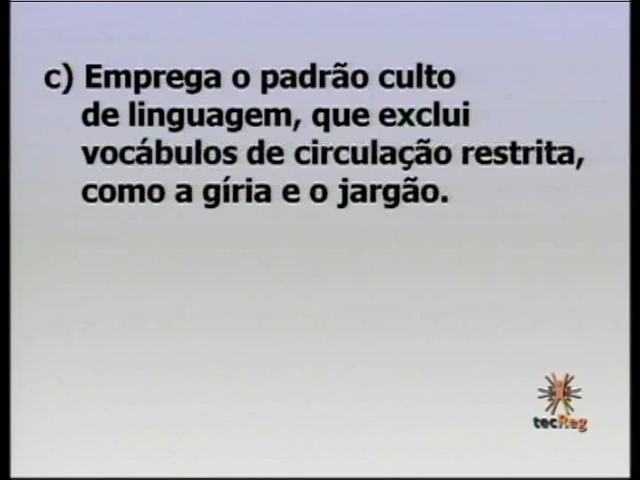 c) Emprega o padrão culto
de linguagem, que exclui
vocábulos de circulação restrita,
como a gíria e o jargão.
tecReg